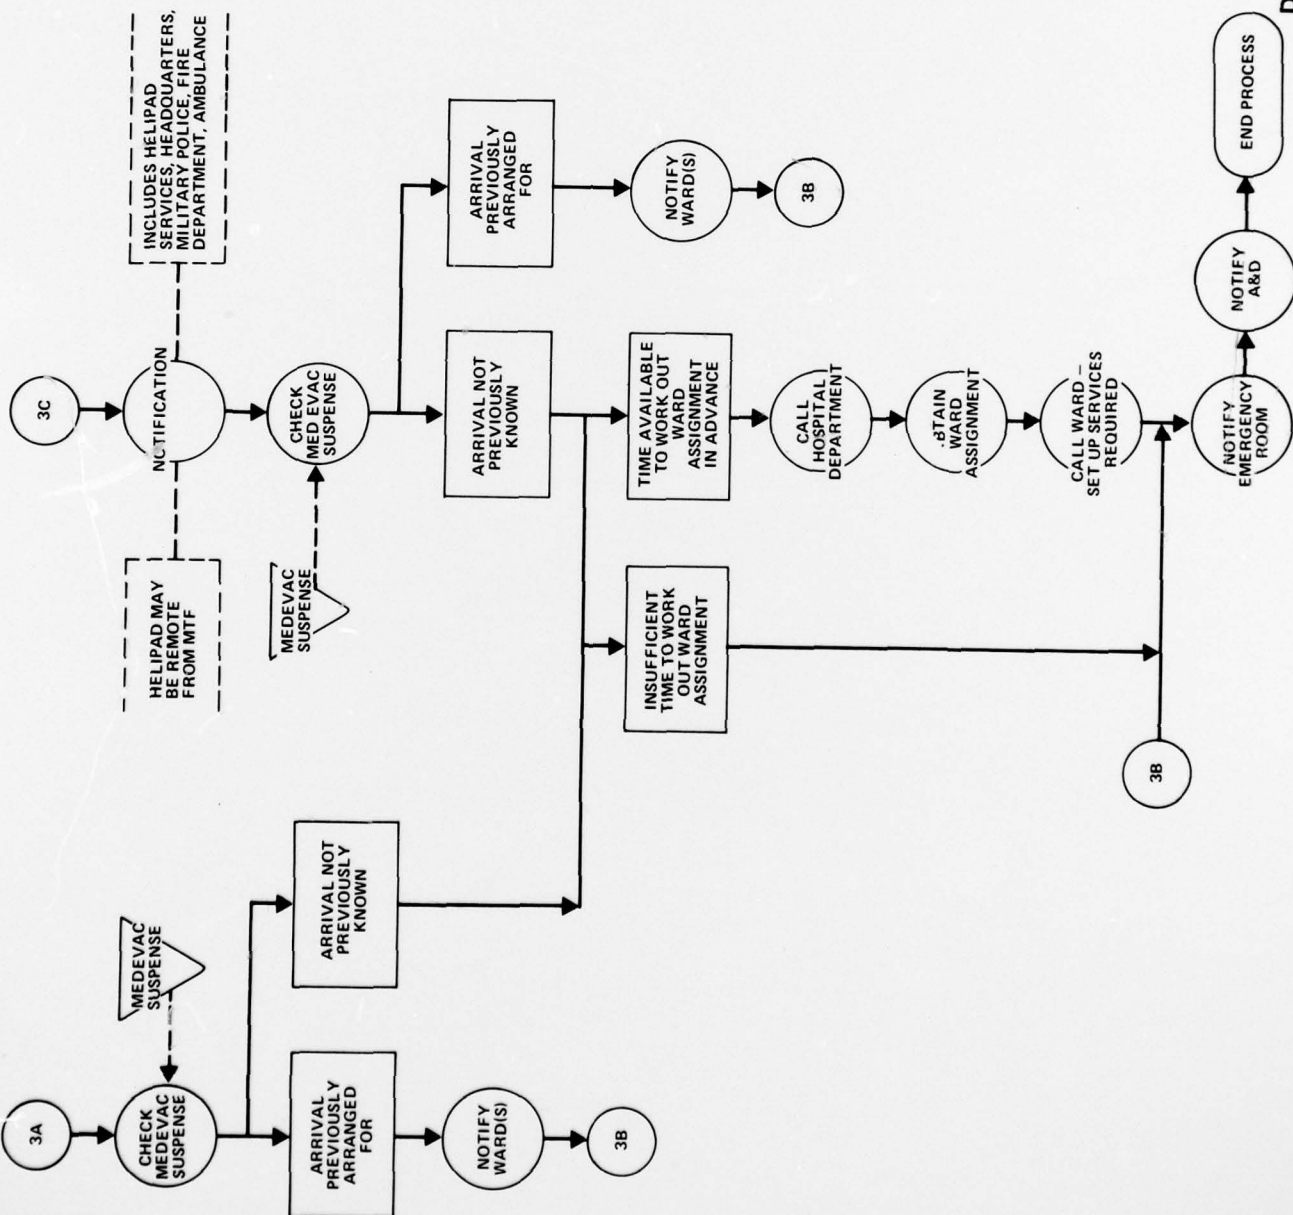 3A
CHECK
MEDEVAC
SUSPENSE
MEDEVAC
SUSPENSE
ARRIVAL
PREVIOUSLY
ARRANGED
FOR
NOTIFY
WARD(S)
3B
ARRIVAL NOT
PREVIOUSLY
KNOWN
3C
NOTIFICATION
HELIPAD MAY
BE REMOTE
FROM MTF
INCLUDES HELIPAD
SERVICES, HEADQUARTERS,
MILITARY POLICE, FIRE
DEPARTMENT, AMBULANCE
MEDEVAC
SUSPENSE
CHECK
MED EVAC
SUSPENSE
ARRIVAL NOT
PREVIOUSLY
KNOWN
ARRIVAL
PREVIOUSLY
ARRANGED
FOR
NOTIFY
WARD(S)
3B
INSUFFICIENT
TIME TO WORK
OUT WARD
ASSIGNMENT
TIME AVAILABLE
TO WORK OUT
WARD
ASSIGNMENT
IN ADVANCE
CALL
HOSPITAL
DEPARTMENT
BTAIN
WARD
ASSIGNMENT
CALL WARD –
SET UP SERVICES
REQUIRED
3B
NOTIFY
EMERGENCY
ROOM
NOTIFY
A&D
END PROCESS